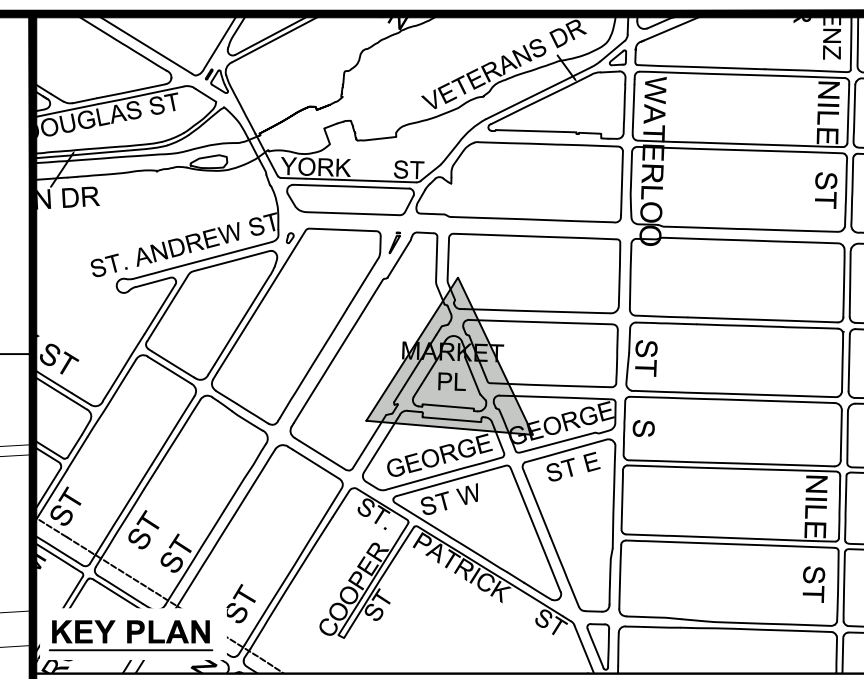 ENZ
VETERANS DR
DOUGLAS ST
WATERLOO
NILE
ST
YORK ST
N DR
ST. ANDREW ST
ST
MARKET
PL
ST
S
GEORGE
GEORGE
ST E
ST W
ST
NILE
ST
ST
ST
ST.
PATRICK
ST
COOPER
ST
ST
KEY PLAN